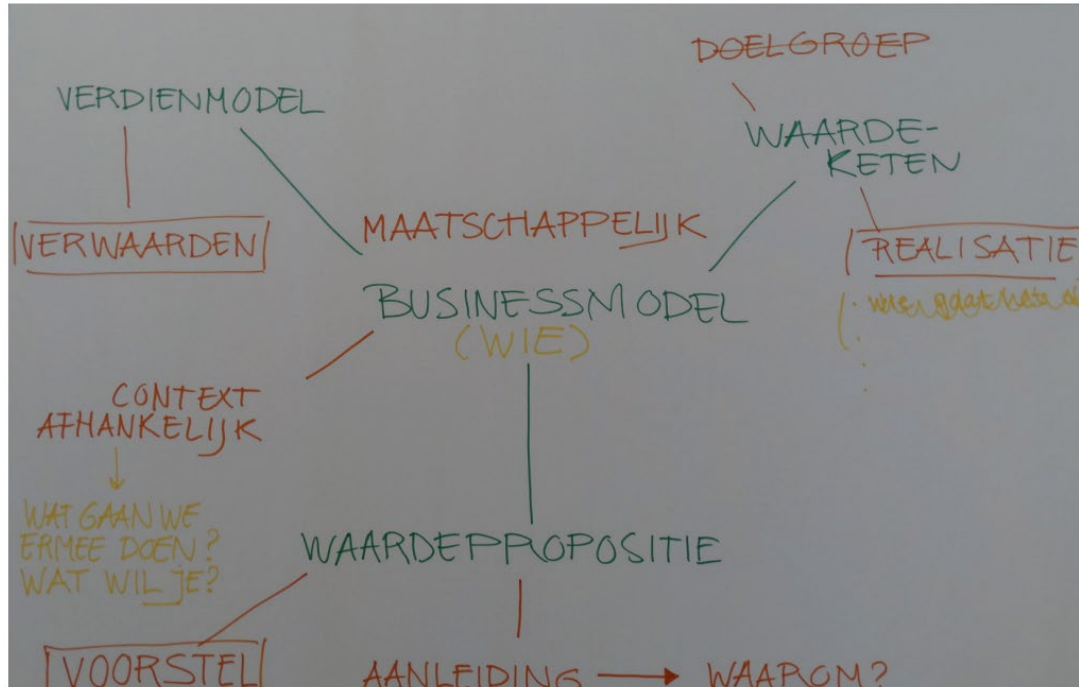 DOELGROEP
VERDIENMODEL
WAARDE-
KETEN
MAATSCHAPPELIJK
VERWAARDEN
REALISATIE
BUSINESSMODEL
(WIE)
CONTEXT
AFHANKELIJK
WAT GAAN WE
ERMEE DOEN?
WAT WIL JE?
WAARDEPROPOSITIE
VOORSTEL
AANLEIDING → WAAROM?